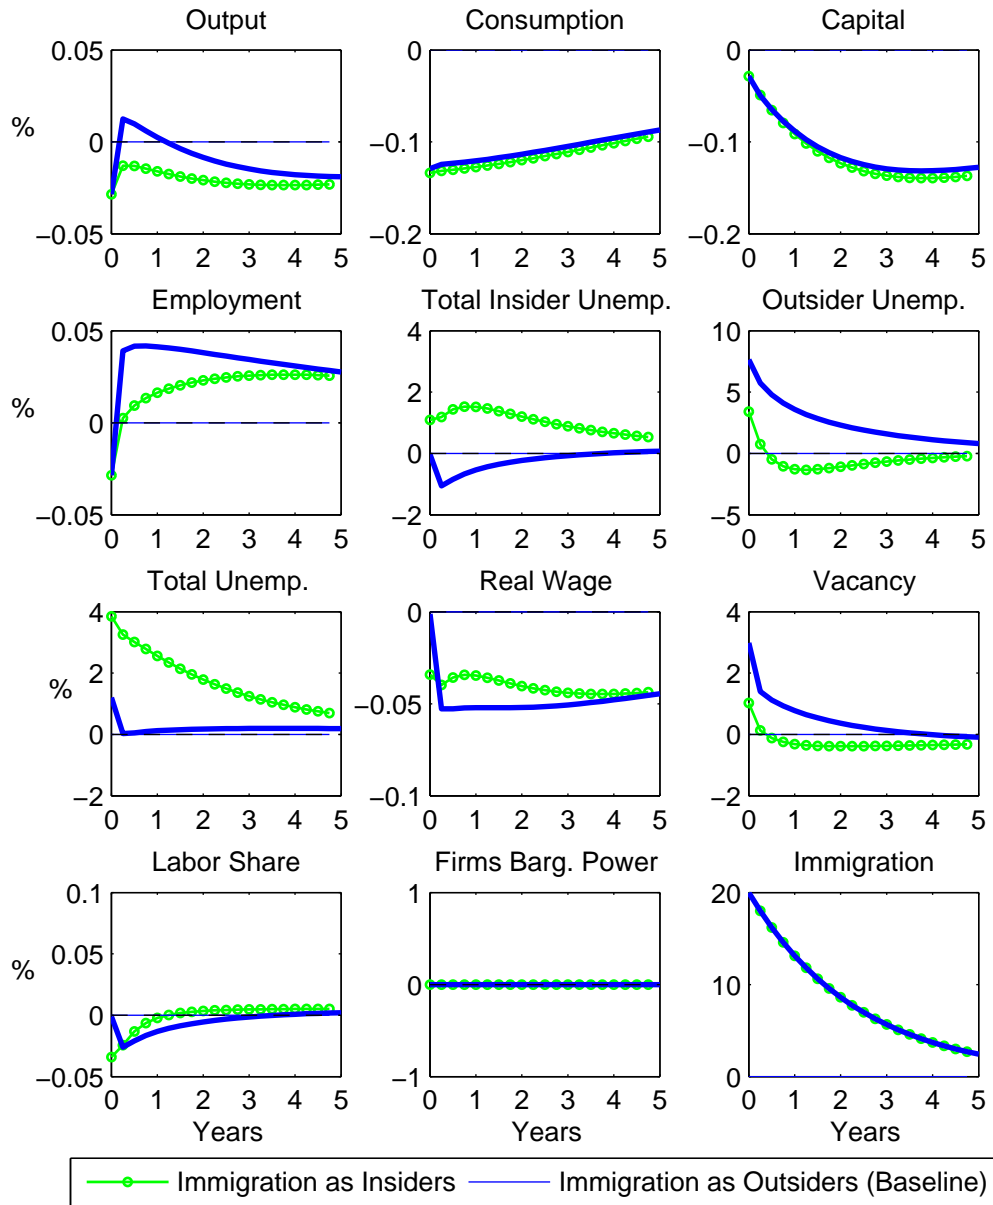 Output Consumption Capital
0.05 0 0
% 0 −0.1 −0.1
−0.05 −0.2 −0.2
0 1 2 3 4 5 0 1 2 3 4 5 0 1 2 3 4 5
Employment Total Insider Unemp. Outsider Unemp.
0.05 4 10
2 5
% 0 0 0
−0.05 −2 −5
0 1 2 3 4 5 0 1 2 3 4 5 0 1 2 3 4 5
Total Unemp. Real Wage Vacancy
4 0 4
2 2
% −0.05
0 0
−2 −0.1 −2
0 1 2 3 4 5 0 1 2 3 4 5 0 1 2 3 4 5
Labor Share Firms Barg. Power Immigration
0.1 1 20
0.05
% 0 10
0
−0.05 −1 0
0 1 2 3 4 5 0 1 2 3 4 5 0 1 2 3 4 5
Years Years Years
Immigration as Insiders Immigration as Outsiders (Baseline)